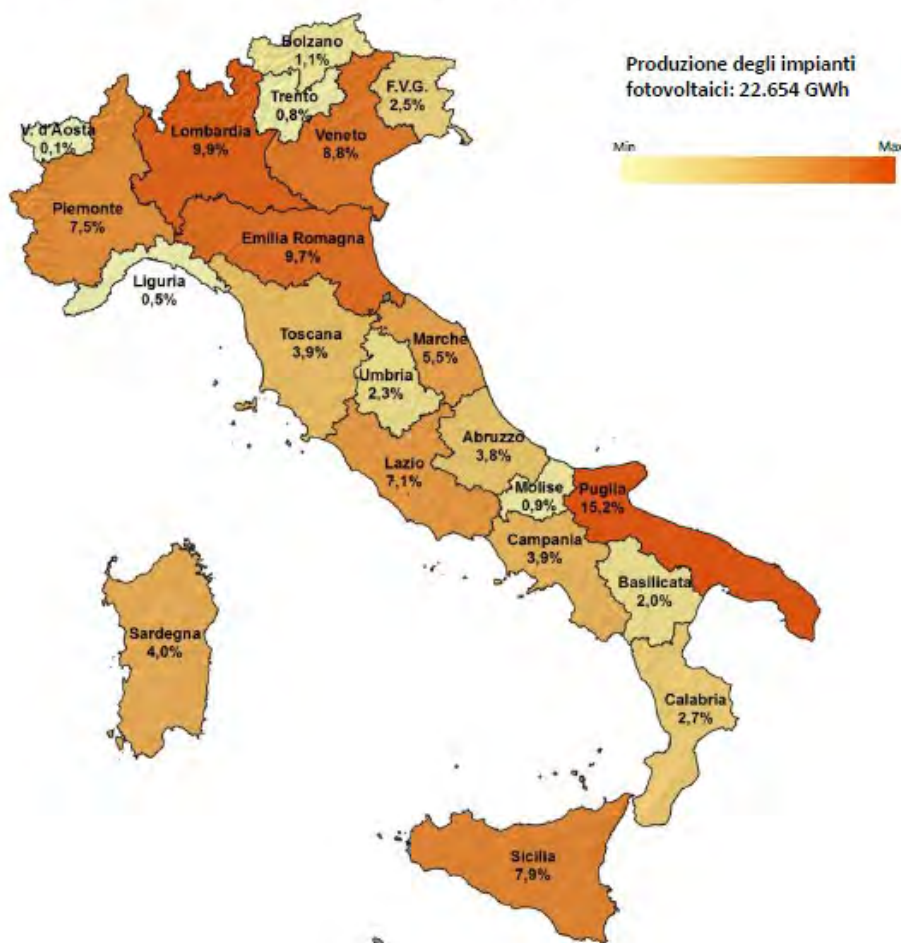 Bolzano
1,1%
Produzione degli impianti
fotovoltaici: 22.654 GWh
Trento
0,8%
F.V.G.
2,5%
V. d'Aosta
0,1%
Lombardia
9,9%
Veneto
8,8%
Min
Max
Piemonte
7,5%
Emilia Romagna
9,7%
Liguria
0,5%
Toscana
3,9%
Marche
5,5%
Umbria
2,3%
Abruzzo
3,8%
Lazio
7,1%
Molise
0,9%
Puglia
15,2%
Campania
3,9%
Basilicata
2,0%
Sardegna
4,0%
Calabria
2,7%
Sicilia
7,9%